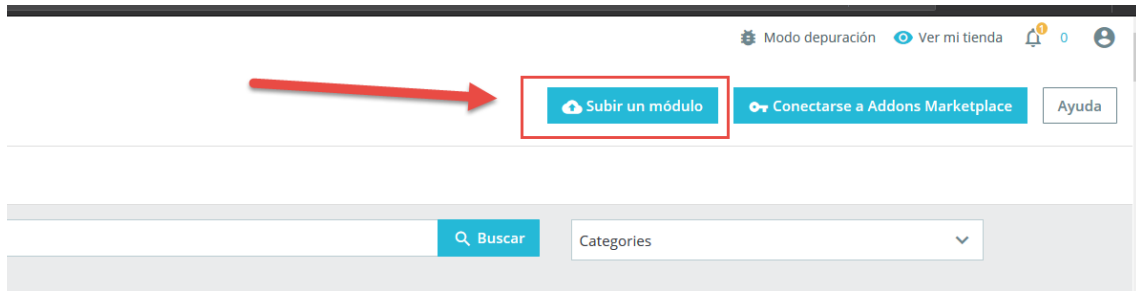 Modo depuración Ver mi tienda 1 0
Subir un módulo Conectarse a Addons Marketplace Ayuda
Buscar Categories